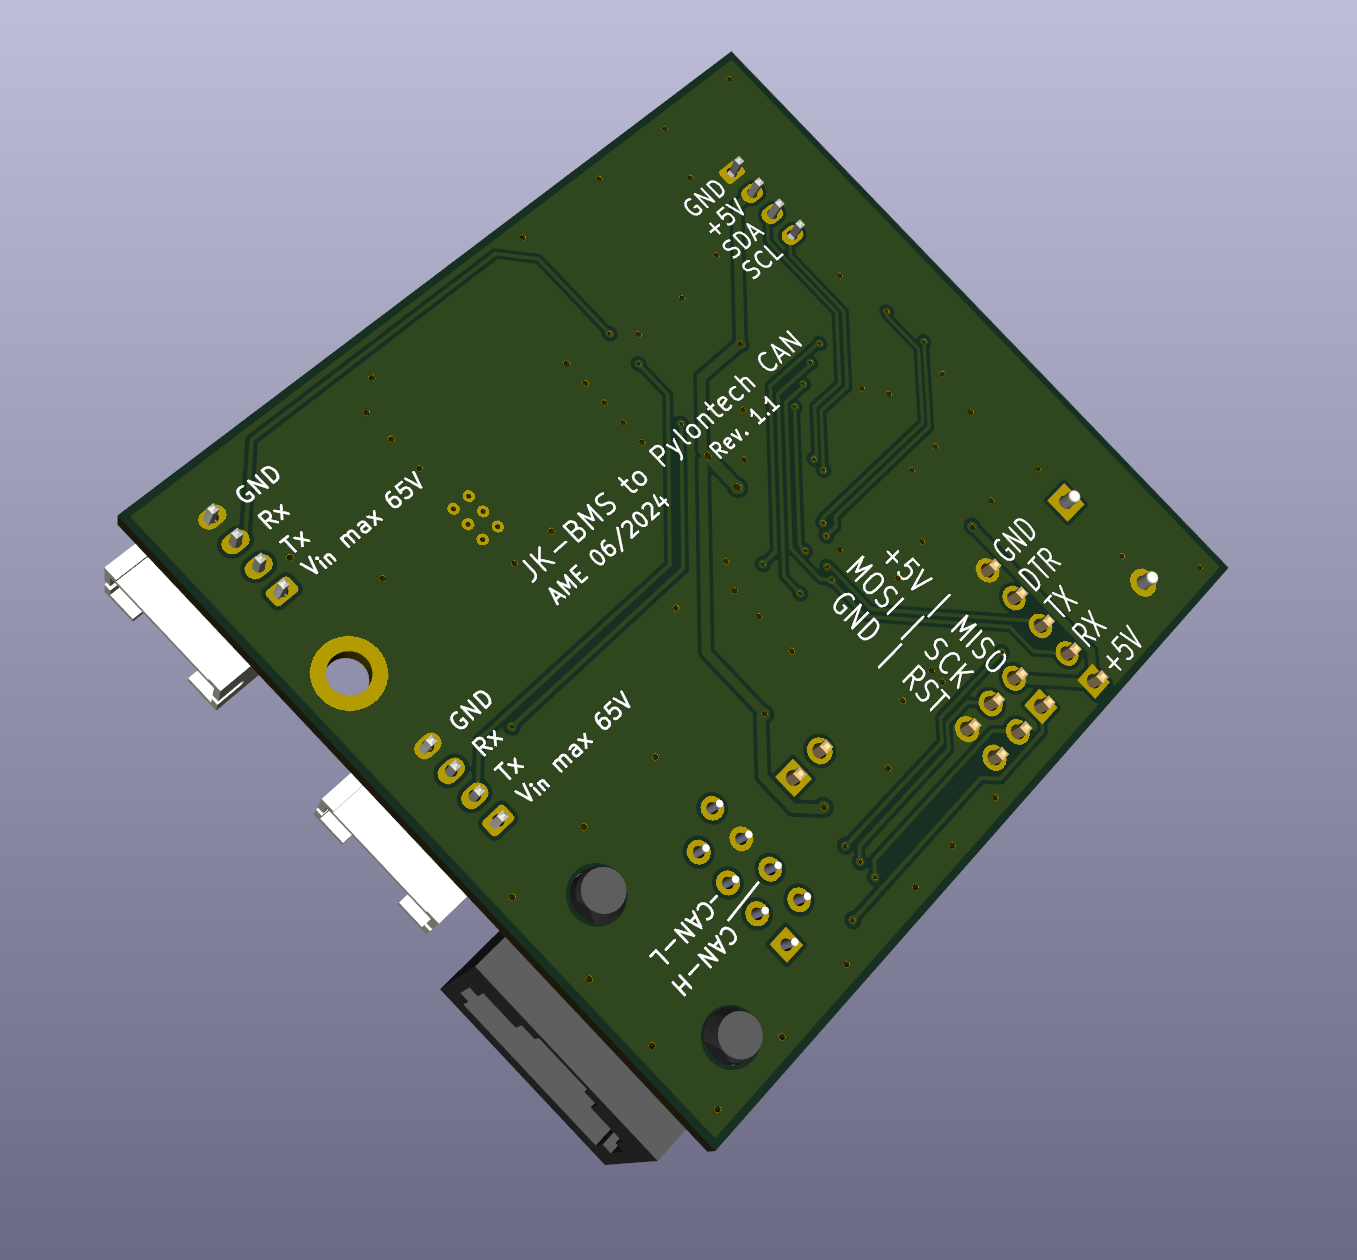 GND
+5V
SDA
SCL
JK-BMS to Pylontech CAN
Rev. 1.1
AME 06/2024
GND
Rx
Tx
Vin max 65V
GND
Rx
Tx
Vin max 65V
GND
DTR
TX
RX
+5V
+5V | MISO
MOSI | SCK
GND | RST
CAN-L
CAN-H